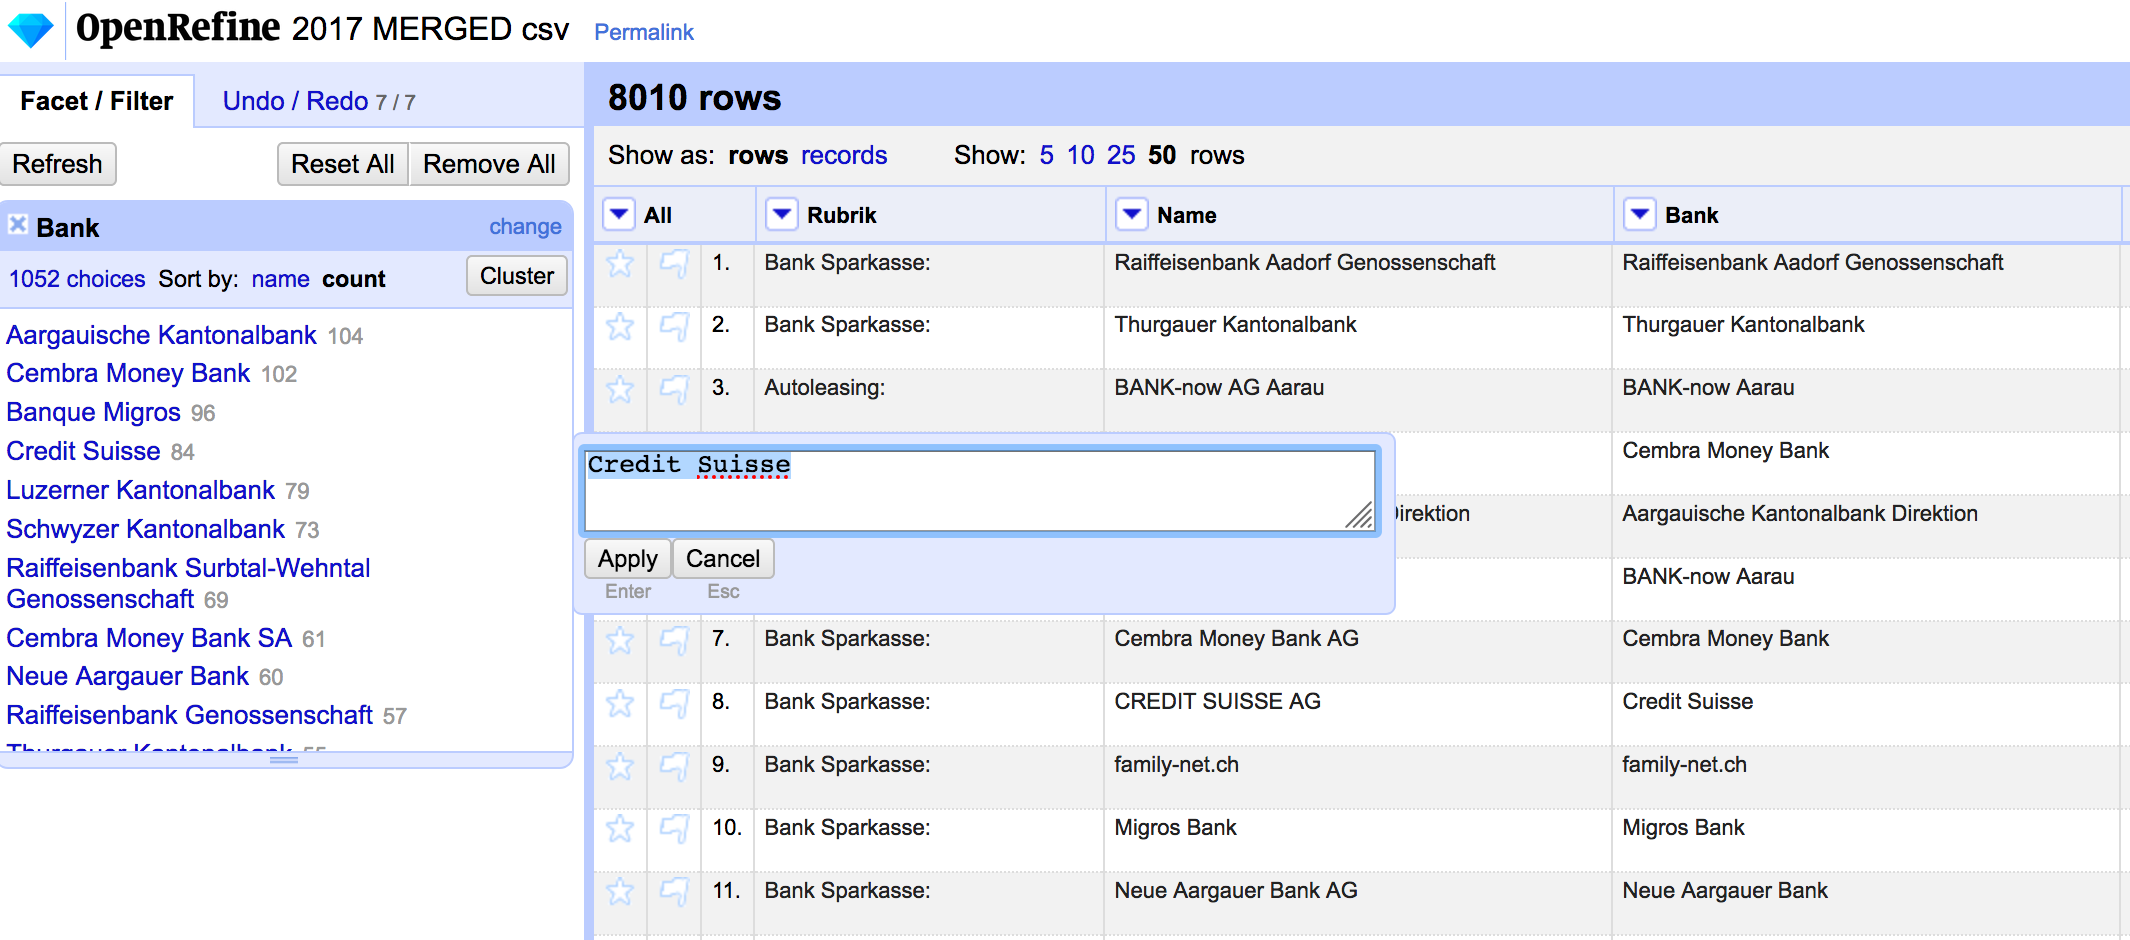 OpenRefine 2017 MERGED csv Permalink
Facet / Filter Undo / Redo 7 / 7
Refresh Reset All Remove All
Bank change
1052 choices Sort by: name count Cluster
Aargauische Kantonalbank 104
Cembra Money Bank 102
Banque Migros 96
Credit Suisse 84
Luzerner Kantonalbank 79
Schwyzer Kantonalbank 73
Raiffeisenbank Surbtal-Wehntal
Genossenschaft 69
Cembra Money Bank SA 61
Neue Aargauer Bank 60
Raiffeisenbank Genossenschaft 57
Thurgauer Kantonalbank 55
8010 rows
Show as: rows records Show: 5 10 25 50 rows
All Rubrik Name Bank
1. Bank Sparkasse: Raiffeisenbank Aadorf Genossenschaft Raiffeisenbank Aadorf Genossenschaft
2. Bank Sparkasse: Thurgauer Kantonalbank Thurgauer Kantonalbank
3. Autoleasing: BANK-now AG Aarau BANK-now Aarau
Cembra Money Bank
Credit Suisse
Direktion Aargauische Kantonalbank Direktion
Apply Cancel
Enter Esc
BANK-now Aarau
7. Bank Sparkasse: Cembra Money Bank AG Cembra Money Bank
8. Bank Sparkasse: CREDIT SUISSE AG Credit Suisse
9. Bank Sparkasse: family-net.ch family-net.ch
10. Bank Sparkasse: Migros Bank Migros Bank
11. Bank Sparkasse: Neue Aargauer Bank AG Neue Aargauer Bank